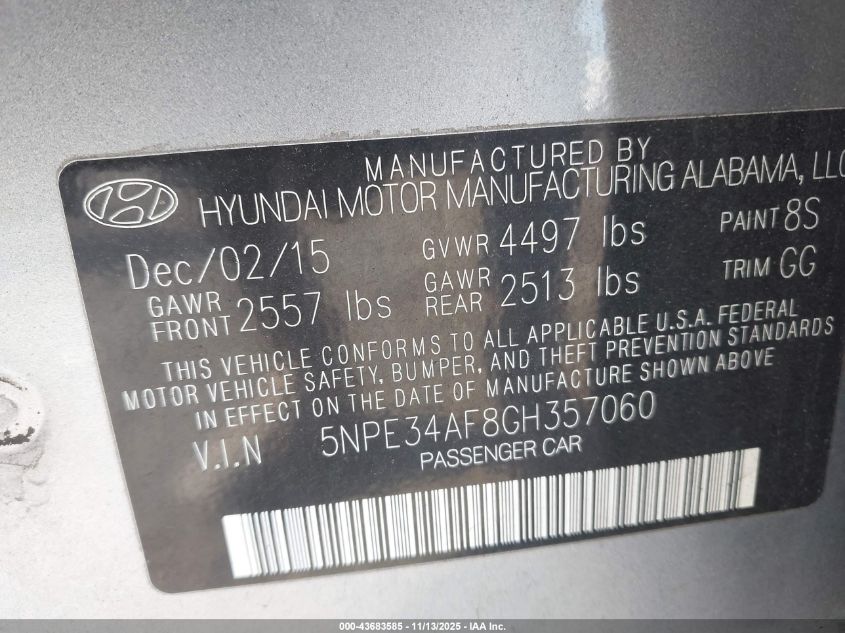 MANUFACTURED BY
HYUNDAI MOTOR MANUFACTURING ALABAMA, LLC
Dec/02/15 GVWR 4497 lbs PAINT 8S
GAWR FRONT 2557 lbs GAWR REAR 2513 lbs TRIM GG
THIS VEHICLE CONFORMS TO ALL APPLICABLE U.S.A. FEDERAL
MOTOR VEHICLE SAFETY, BUMPER, AND THEFT PREVENTION STANDARDS
IN EFFECT ON THE DATE OF MANUFACTURE SHOWN ABOVE
V.I.N 5NPE34AF8GH357060
PASSENGER CAR
000-43683585 - 11/13/2025 - © IAA Inc.